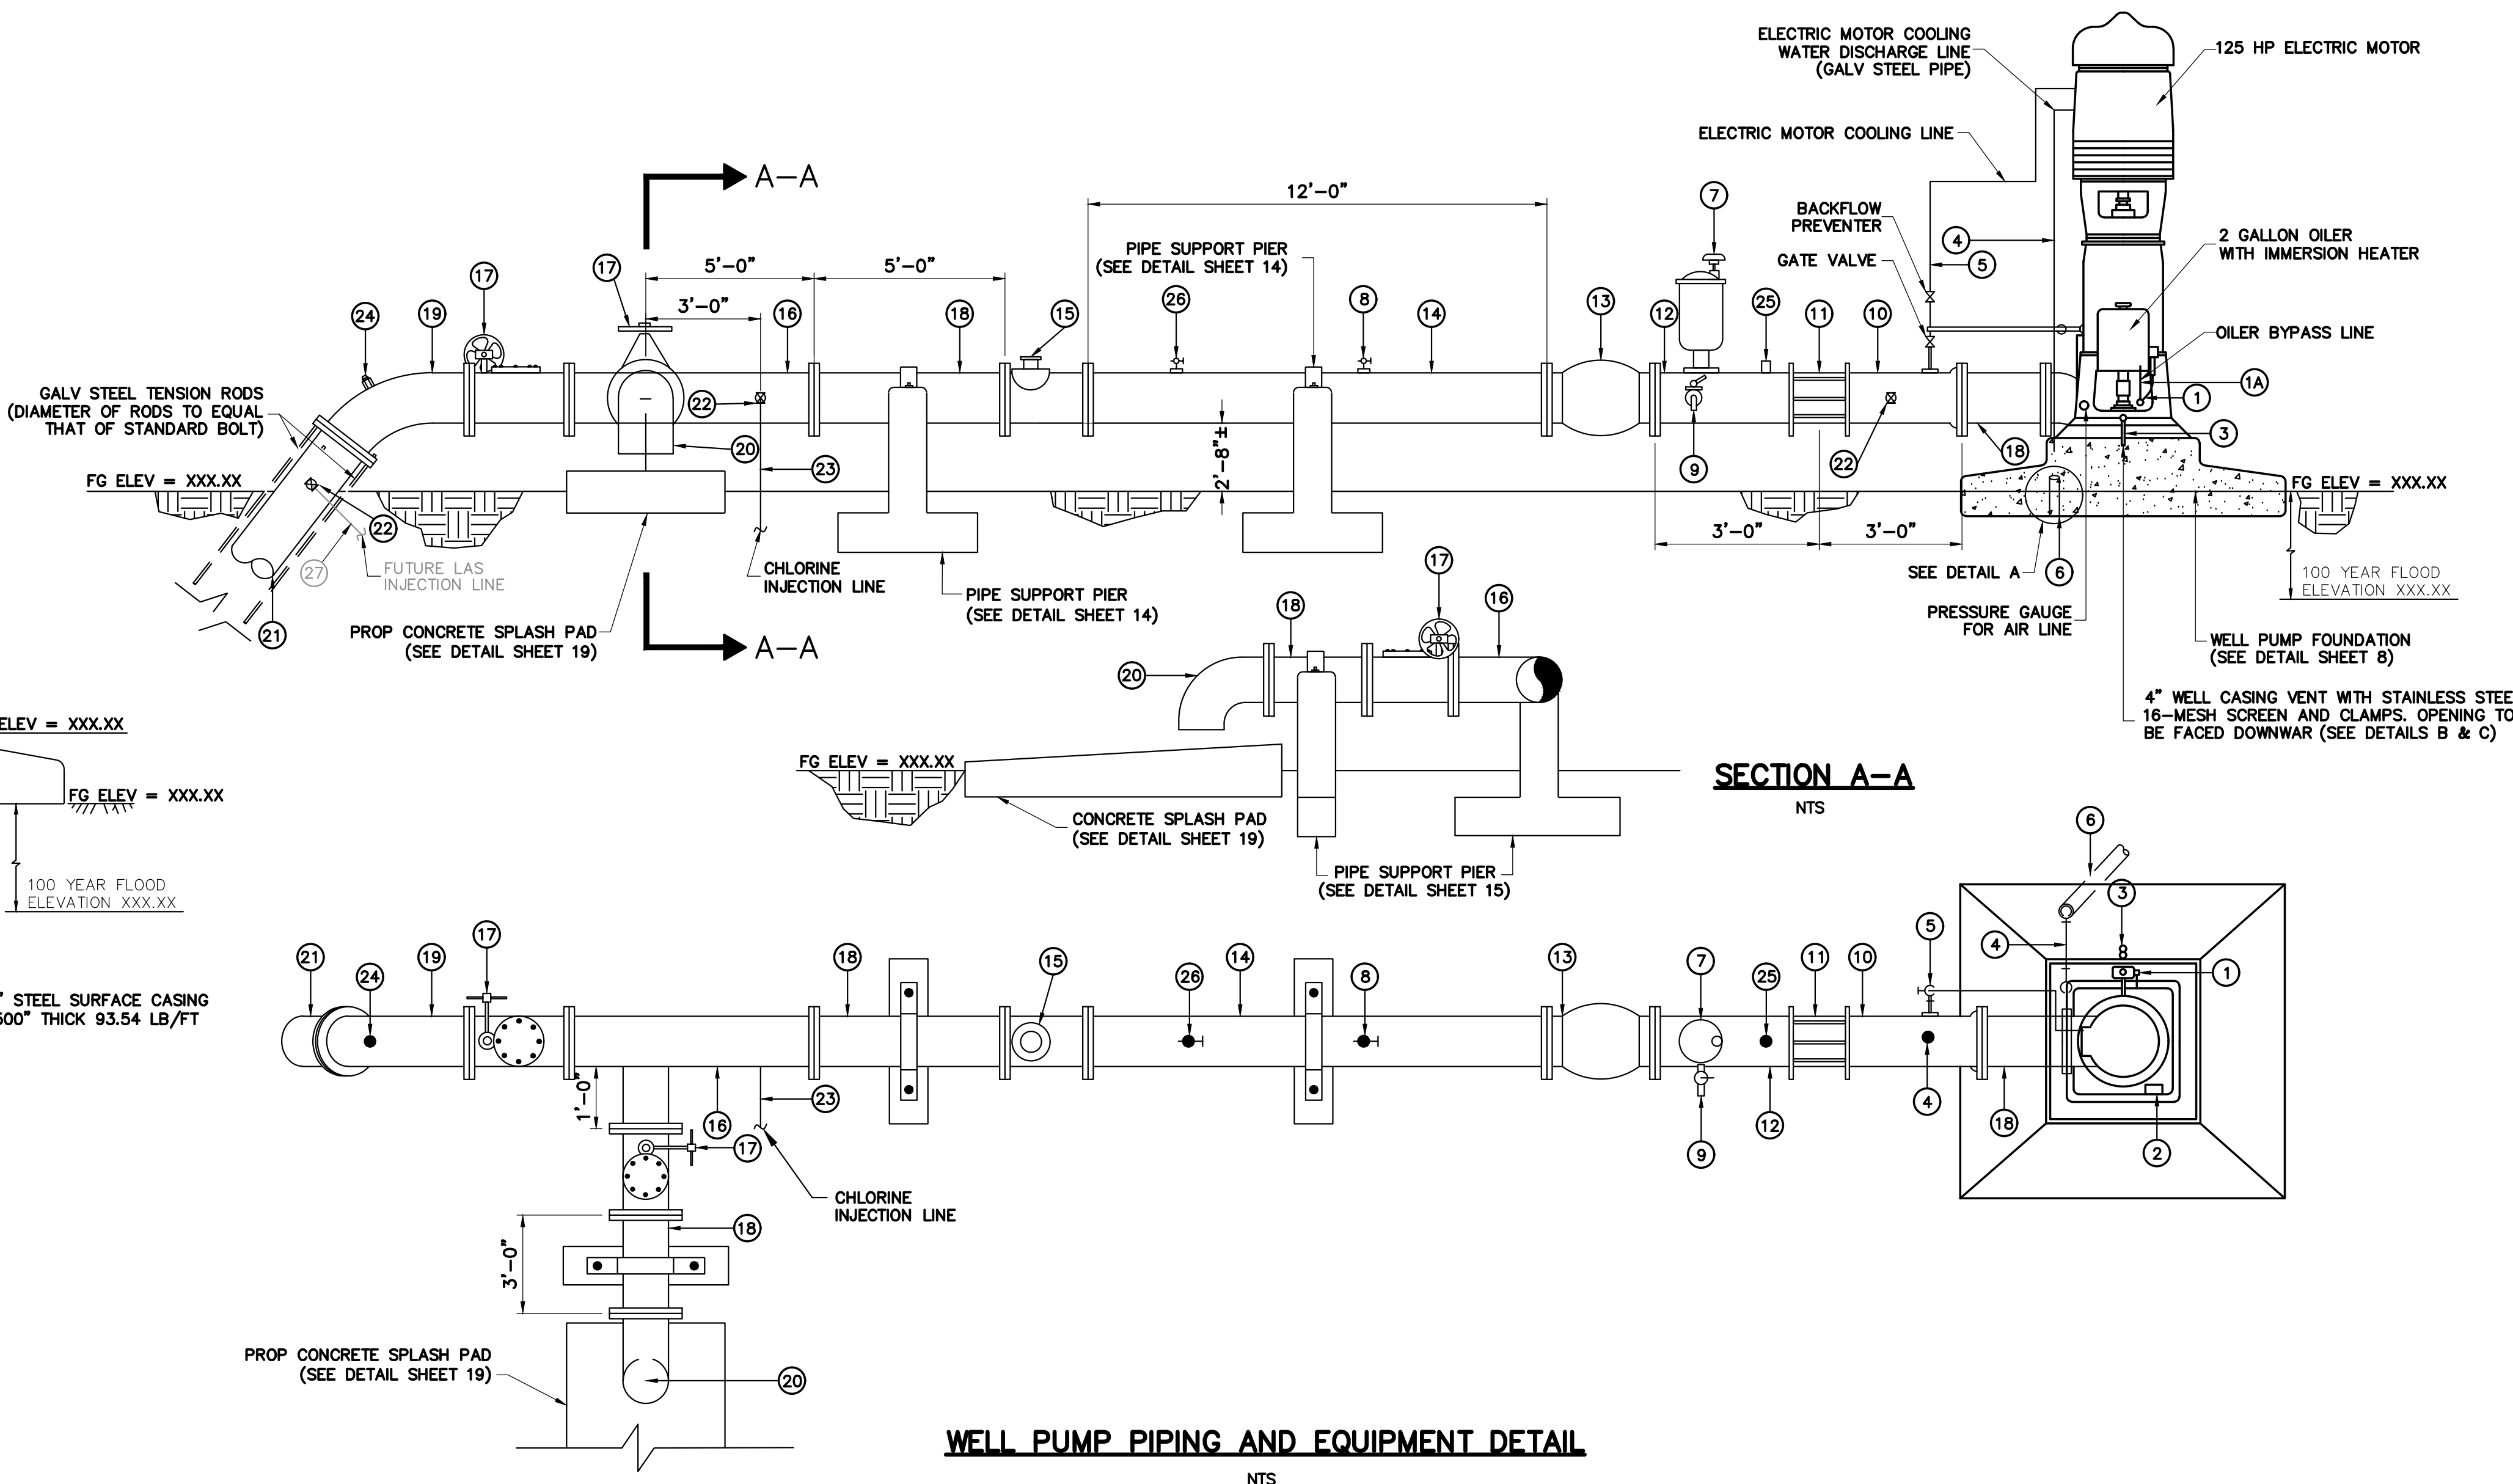 ELECTRIC MOTOR COOLING
WATER DISCHARGE LINE
(GALV STEEL PIPE)
125 HP ELECTRIC MOTOR
ELECTRIC MOTOR COOLING LINE
A-A
12'-0"
7
BACKFLOW
PREVENTER
GATE VALVE
4
5
2 GALLON OILER
WITH IMMERSION HEATER
PIPE SUPPORT PIER
(SEE DETAIL SHEET 14)
17
17
5'-0"
5'-0"
3'-0"
24
19
16
18
15
26
8
14
13
12
25
11
10
OILER BYPASS LINE
1A
1
3
GALV STEEL TENSION RODS
(DIAMETER OF RODS TO EQUAL
THAT OF STANDARD BOLT)
22
20
23
2'-8"±
9
22
18
FG ELEV = XXX.XX
FG ELEV = XXX.XX
22
27
FUTURE LAS
INJECTION LINE
21
CHLORINE
INJECTION LINE
3'-0"
3'-0"
SEE DETAIL A
6
100 YEAR FLOOD
ELEVATION XXX.XX
PIPE SUPPORT PIER
(SEE DETAIL SHEET 14)
PROP CONCRETE SPLASH PAD
(SEE DETAIL SHEET 19)
A-A
PRESSURE GAUGE
FOR AIR LINE
WELL PUMP FOUNDATION
(SEE DETAIL SHEET 8)
4" WELL CASING VENT WITH STAINLESS STEE
16-MESH SCREEN AND CLAMPS. OPENING TO
BE FACED DOWNWAR (SEE DETAILS B & C)
17
18
16
20
FG ELEV = XXX.XX
CONCRETE SPLASH PAD
(SEE DETAIL SHEET 19)
PIPE SUPPORT PIER
(SEE DETAIL SHEET 15)
SECTION A-A
NTS
ELEV = XXX.XX
FG ELEV = XXX.XX
100 YEAR FLOOD
ELEVATION XXX.XX
" STEEL SURFACE CASING
500" THICK 93.54 LB/FT
21
24
19
17
18
15
26
14
8
13
7
25
11
10
5
4
6
3
1
1'-0"
16
23
17
9
12
4
18
2
CHLORINE
INJECTION LINE
18
3'-0"
PROP CONCRETE SPLASH PAD
(SEE DETAIL SHEET 19)
20
WELL PUMP PIPING AND EQUIPMENT DETAIL
NTS